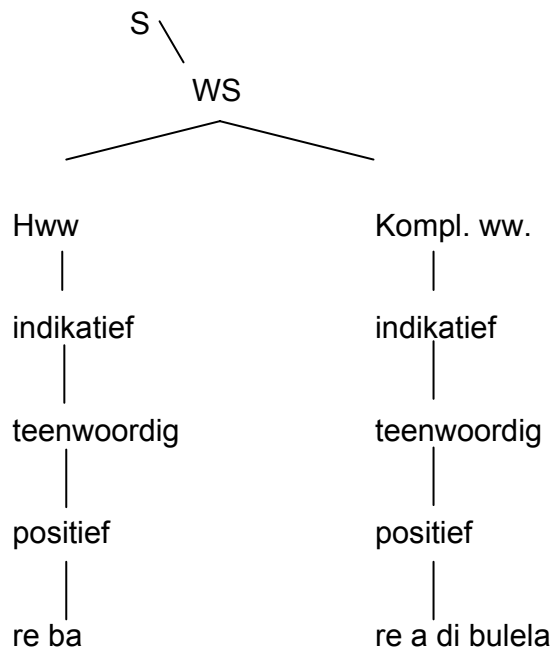 S
WS
Hww Kompl. ww.
indikatief indikatief
teenwoordig teenwoordig
positief positief
re ba re a di bulela